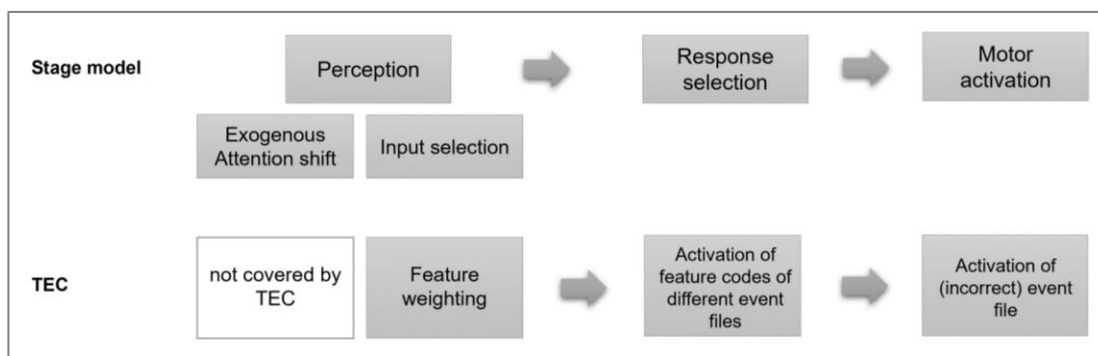 Stage model
Perception
Response
selection
Motor
activation
Exogenous
Attention shift
Input selection
TEC
not covered by
TEC
Feature
weighting
Activation of
feature codes of
different event
files
Activation of
(incorrect) event
file